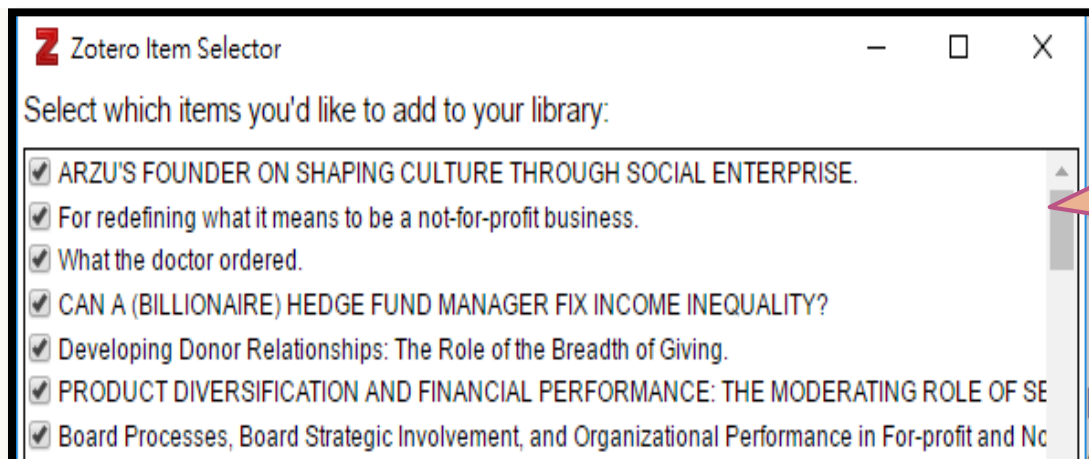 Zotero Item Selector
Select which items you'd like to add to your library:
ARZU'S FOUNDER ON SHAPING CULTURE THROUGH SOCIAL ENTERPRISE.
For redefining what it means to be a not-for-profit business.
What the doctor ordered.
CAN A (BILLIONAIRE) HEDGE FUND MANAGER FIX INCOME INEQUALITY?
Developing Donor Relationships: The Role of the Breadth of Giving.
PRODUCT DIVERSIFICATION AND FINANCIAL PERFORMANCE: THE MODERATING ROLE OF SE
Board Processes, Board Strategic Involvement, and Organizational Performance in For-profit and No